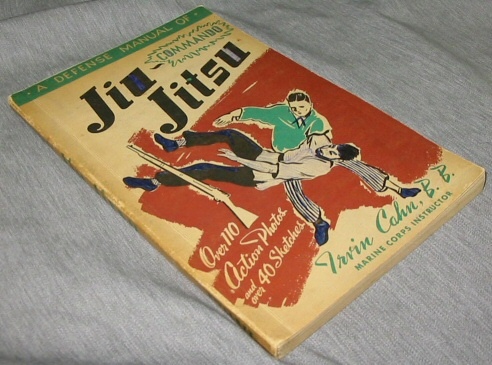 A DEFENSE MANUAL OF
COMMANDO
Jiu-
Jitsu
Over 110
Action Photos
and
over 40 Sketches
Irvin Cahn, B. B.
MARINE CORPS INSTRUCTOR